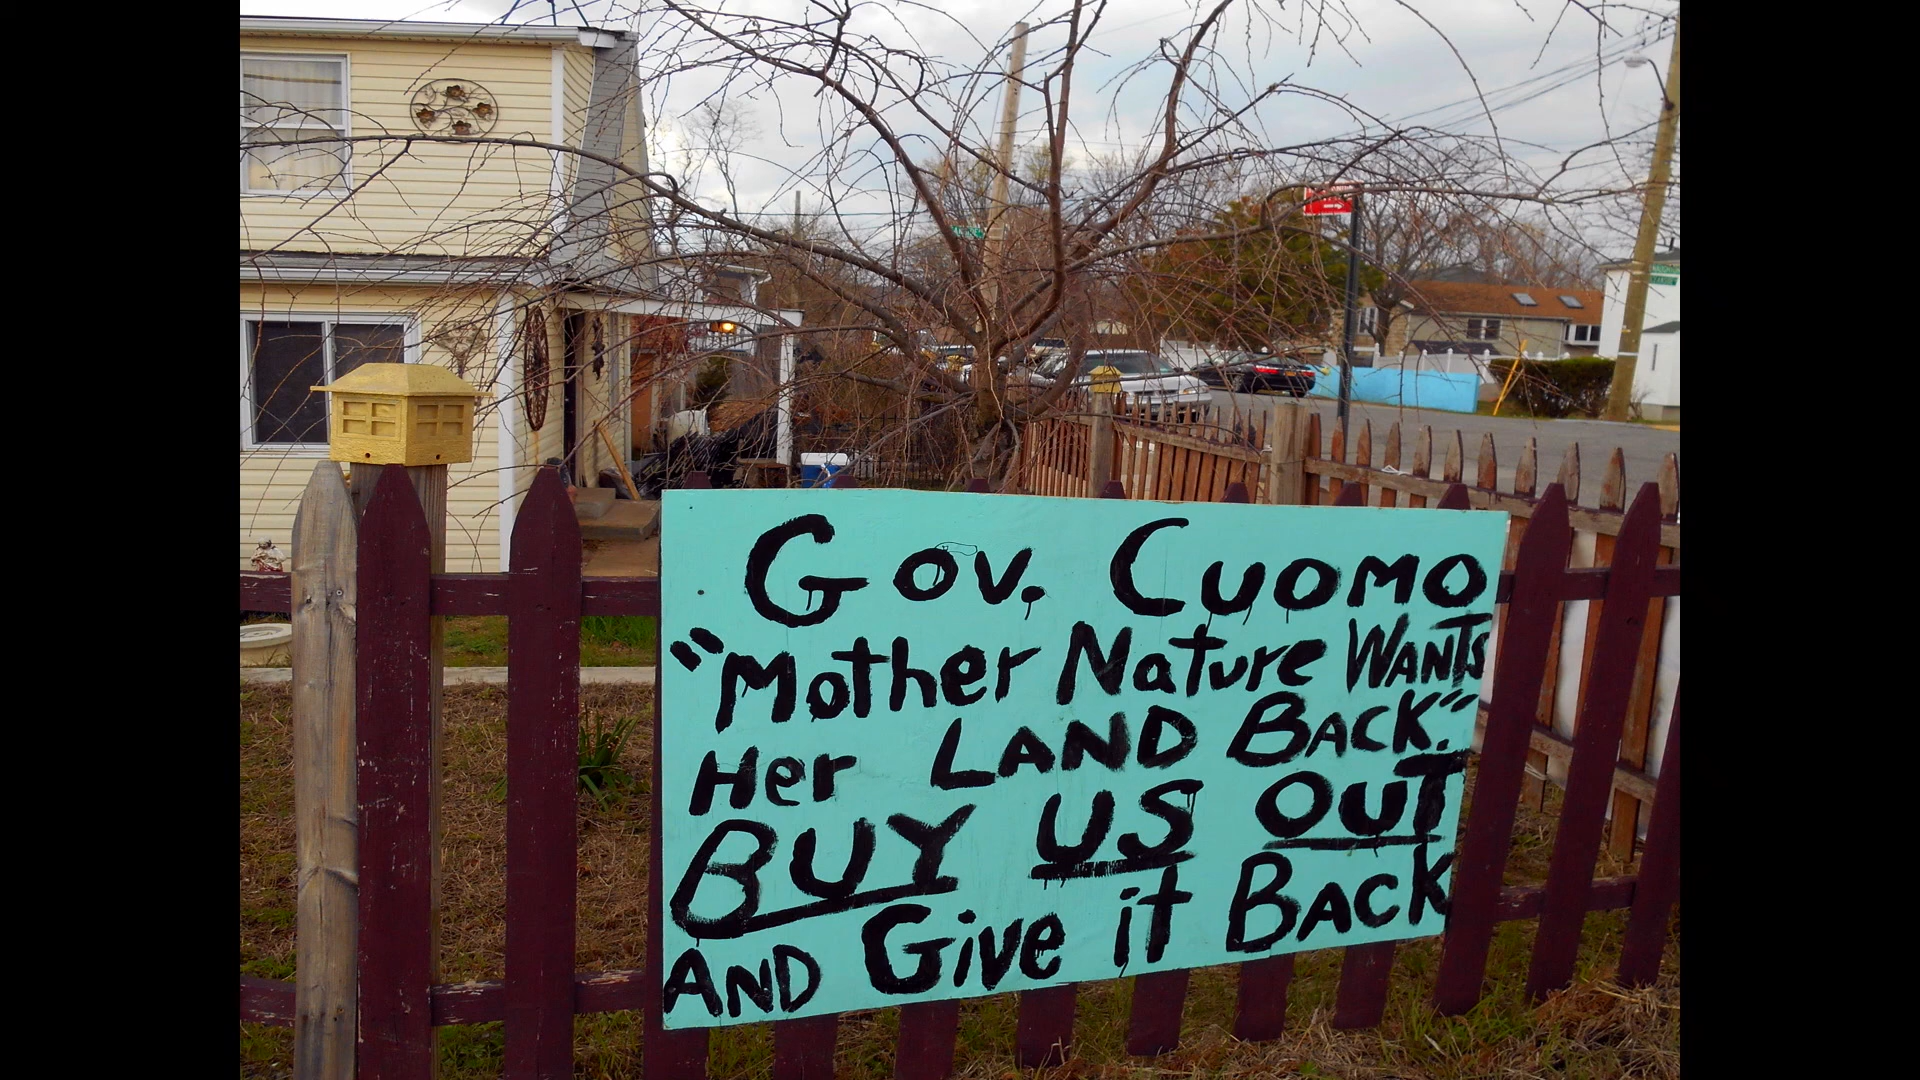 Gov. Cuomo
"Mother Nature Wants
Her LAND BACK."
BUY US OUT
AND Give it BACK